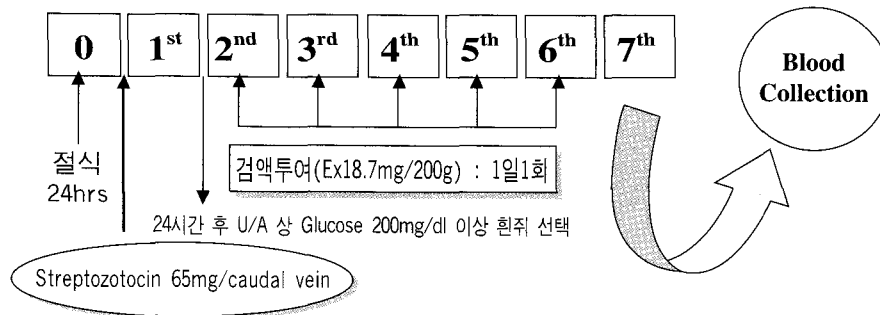 0 1st 2nd 3rd 4th 5th 6th 7th
Blood
Collection
절식
24hrs
검액투여(Ex18.7mg/200g) : 1일1회
24시간 후 U/A 상 Glucose 200mg/dl 이상 흰쥐 선택
Streptozotocin 65mg/caudal vein